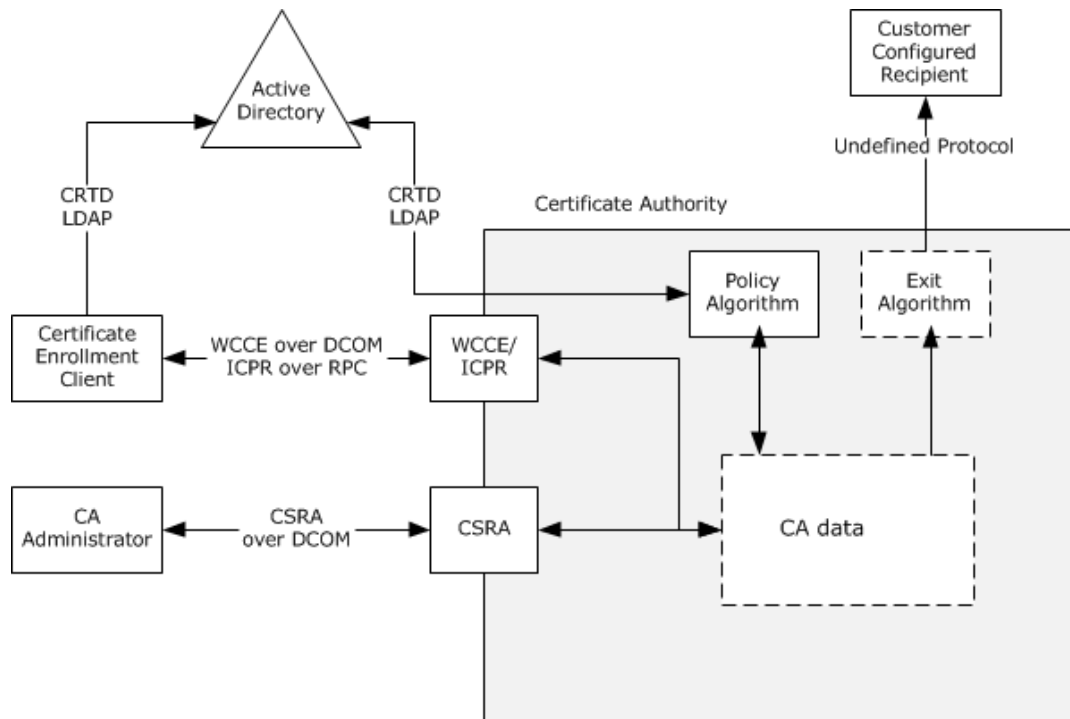 Customer
Configured
Recipient
Active
Directory
Undefined Protocol
CRTD
LDAP
CRTD
LDAP
Certificate Authority
Policy
Algorithm
Exit
Algorithm
Certificate
Enrollment
Client
WCCE over DCOM
ICPR over RPC
WCCE/
ICPR
CA
Administrator
CSRA
over DCOM
CSRA
CA data